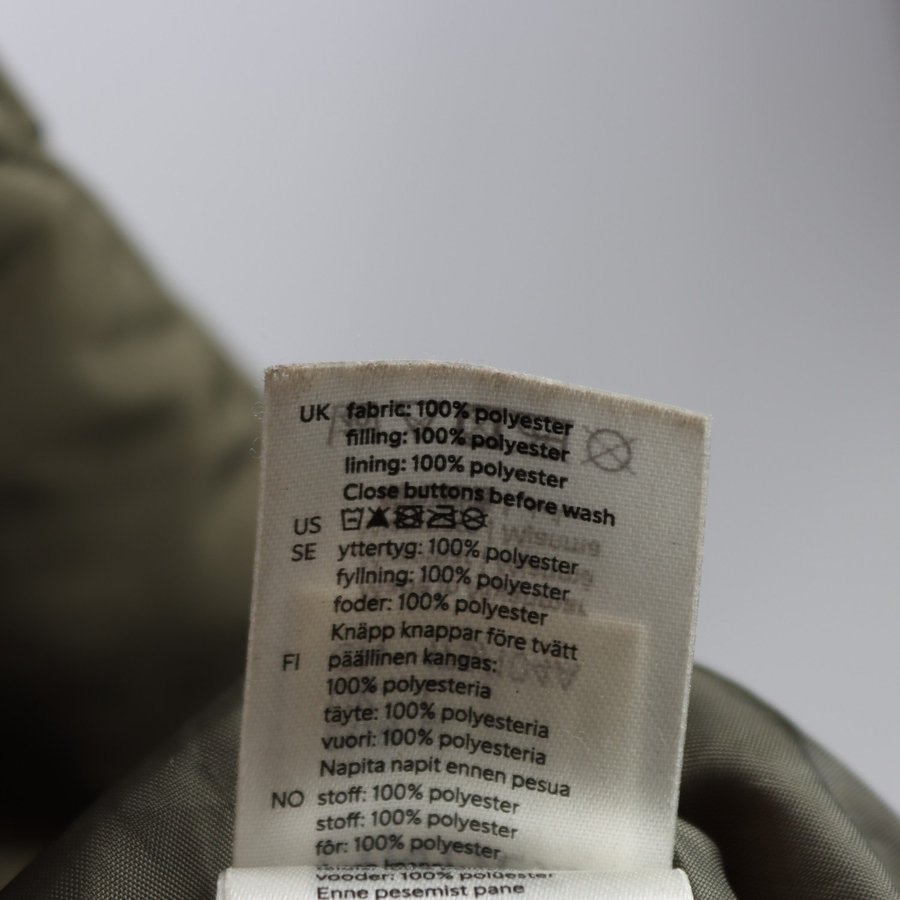 UK fabric: 100% polyester
filling: 100% polyester
lining: 100% polyester
Close buttons before wash
US
SE yttertyg: 100% polyester
fyllning: 100% polyester
foder: 100% polyester
Knäpp knappar före tvätt
FI päällinen kangas:
100% polyesteria
täyte: 100% polyesteria
vuori: 100% polyesteria
Napita napit ennen pesua
NO stoff: 100% polyester
stoff: 100% polyester
fôr: 100% polyester
vooder: 100% polüester
Enne pesemist pane